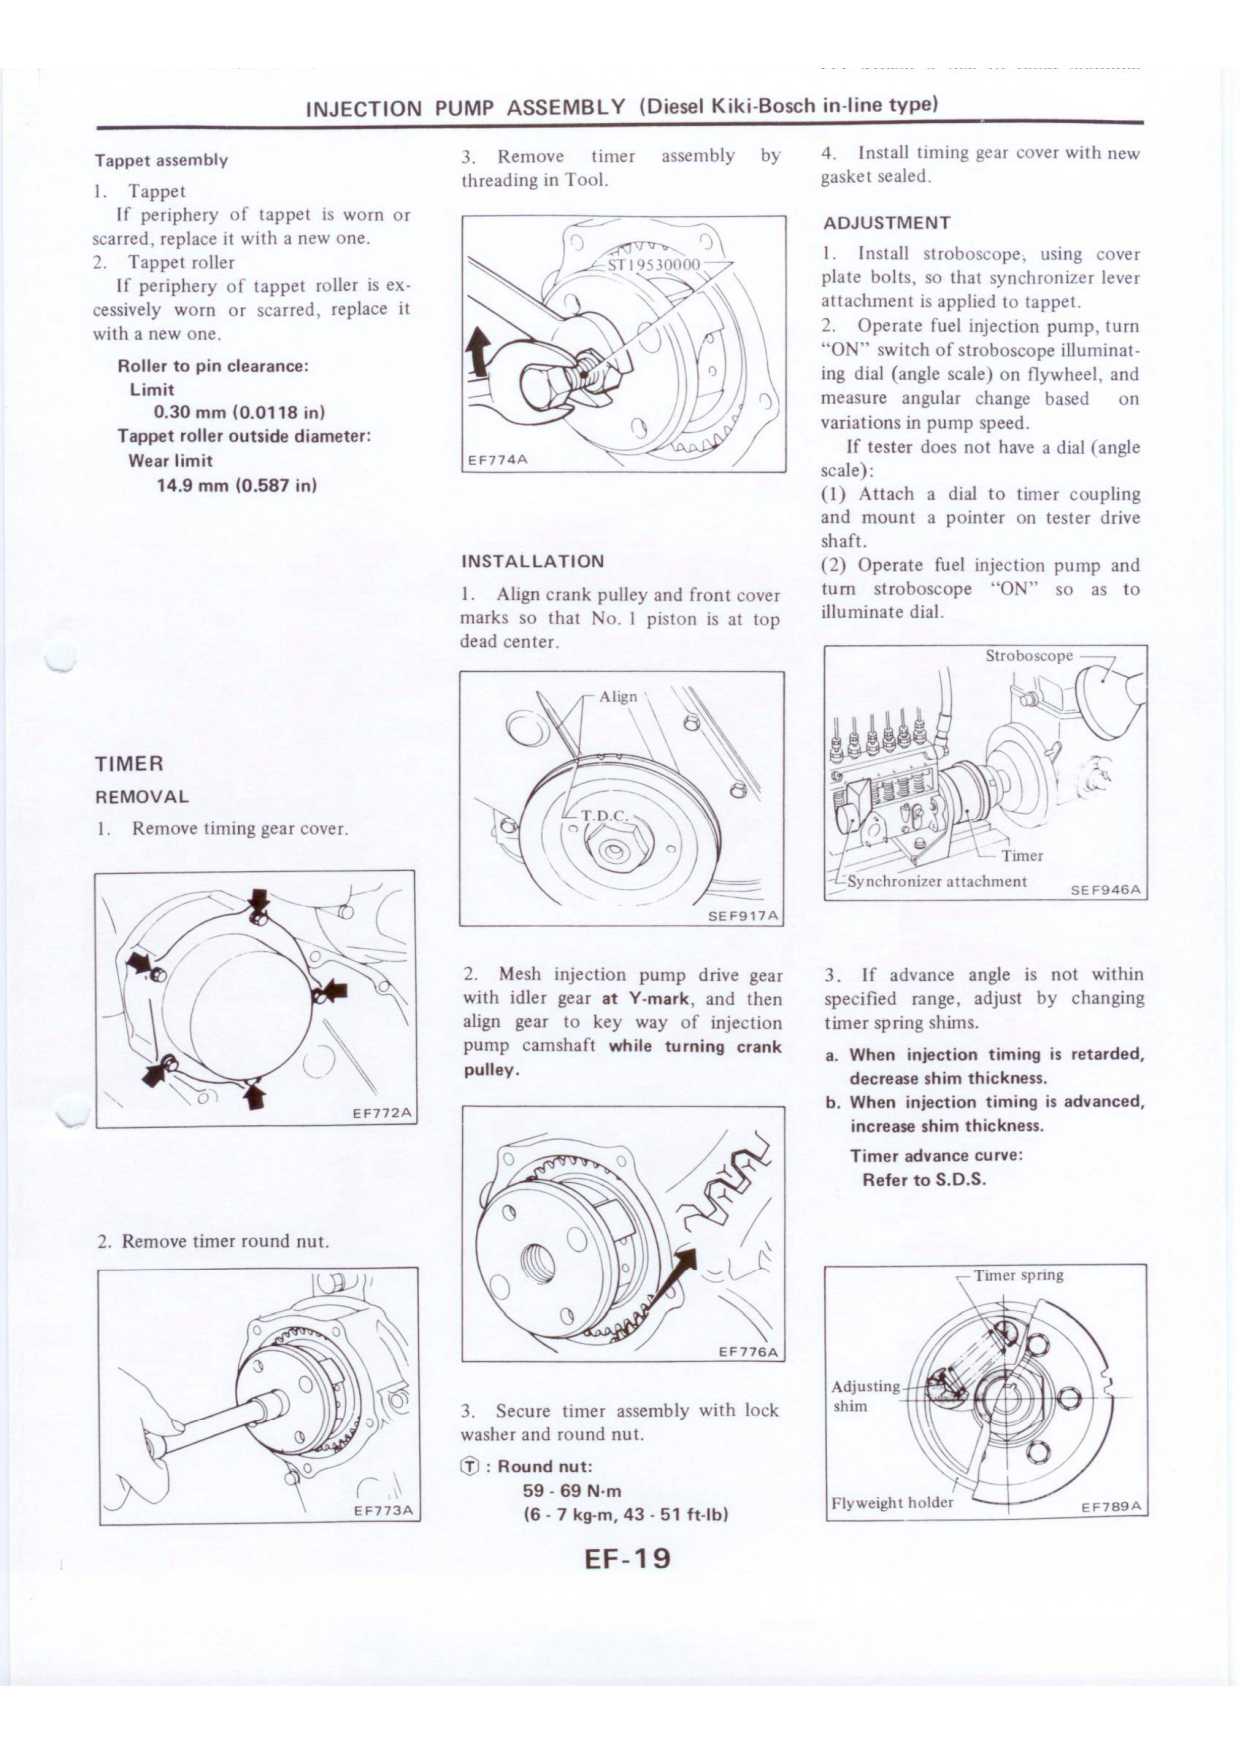 INJECTION PUMP ASSEMBLY (Diesel Kiki-Bosch in-line type)
Tappet assembly
1. Tappet
If periphery of tappet is worn or
scarred, replace it with a new one.
2. Tappet roller
If periphery of tappet roller is ex-
cessively worn or scarred, replace it
with a new one.
Roller to pin clearance:
Limit
0.30 mm (0.0118 in)
Tappet roller outside diameter:
Wear limit
14.9 mm (0.587 in)
TIMER
REMOVAL
1. Remove timing gear cover.
EF772A
2. Remove timer round nut.
EF773A
3. Remove timer assembly by
threading in Tool.
ST19530000
EF774A
INSTALLATION
1. Align crank pulley and front cover
marks so that No. 1 piston is at top
dead center.
Align
T.D.C.
SEF917A
2. Mesh injection pump drive gear
with idler gear at Y-mark, and then
align gear to key way of injection
pump camshaft while turning crank
pulley.
EF776A
3. Secure timer assembly with lock
washer and round nut.
T : Round nut:
59 - 69 N·m
(6 - 7 kg-m, 43 - 51 ft-lb)
4. Install timing gear cover with new
gasket sealed.
ADJUSTMENT
1. Install stroboscope, using cover
plate bolts, so that synchronizer lever
attachment is applied to tappet.
2. Operate fuel injection pump, turn
“ON” switch of stroboscope illuminat-
ing dial (angle scale) on flywheel, and
measure angular change based on
variations in pump speed.
If tester does not have a dial (angle
scale):
(1) Attach a dial to timer coupling
and mount a pointer on tester drive
shaft.
(2) Operate fuel injection pump and
turn stroboscope “ON” so as to
illuminate dial.
Stroboscope
Timer
Synchronizer attachment
SEF946A
3. If advance angle is not within
specified range, adjust by changing
timer spring shims.
a. When injection timing is retarded,
decrease shim thickness.
b. When injection timing is advanced,
increase shim thickness.
Timer advance curve:
Refer to S.D.S.
Timer spring
Adjusting
shim
Flyweight holder
EF789A
EF-19